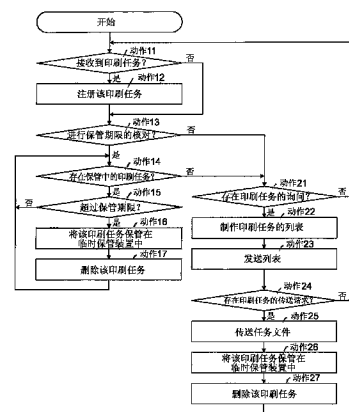 开始
动作11
接收到印刷任务?
否
是
动作12
注册该印刷任务
动作13
进行保管期限的核对?
否
是
动作14
存在保管中的印刷任务?
否
是
动作15
超过保管期限?
否
是
动作16
将该印刷任务保管在
临时保管装置中
动作17
删除该印刷任务
动作21
存在印刷任务的询问?
否
是
动作22
制作印刷任务的列表
动作23
发送列表
动作24
存在印刷任务的传送请求?
否
是
动作25
传送任务文件
动作26
将该印刷任务保管在
临时保管装置中
动作27
删除该印刷任务